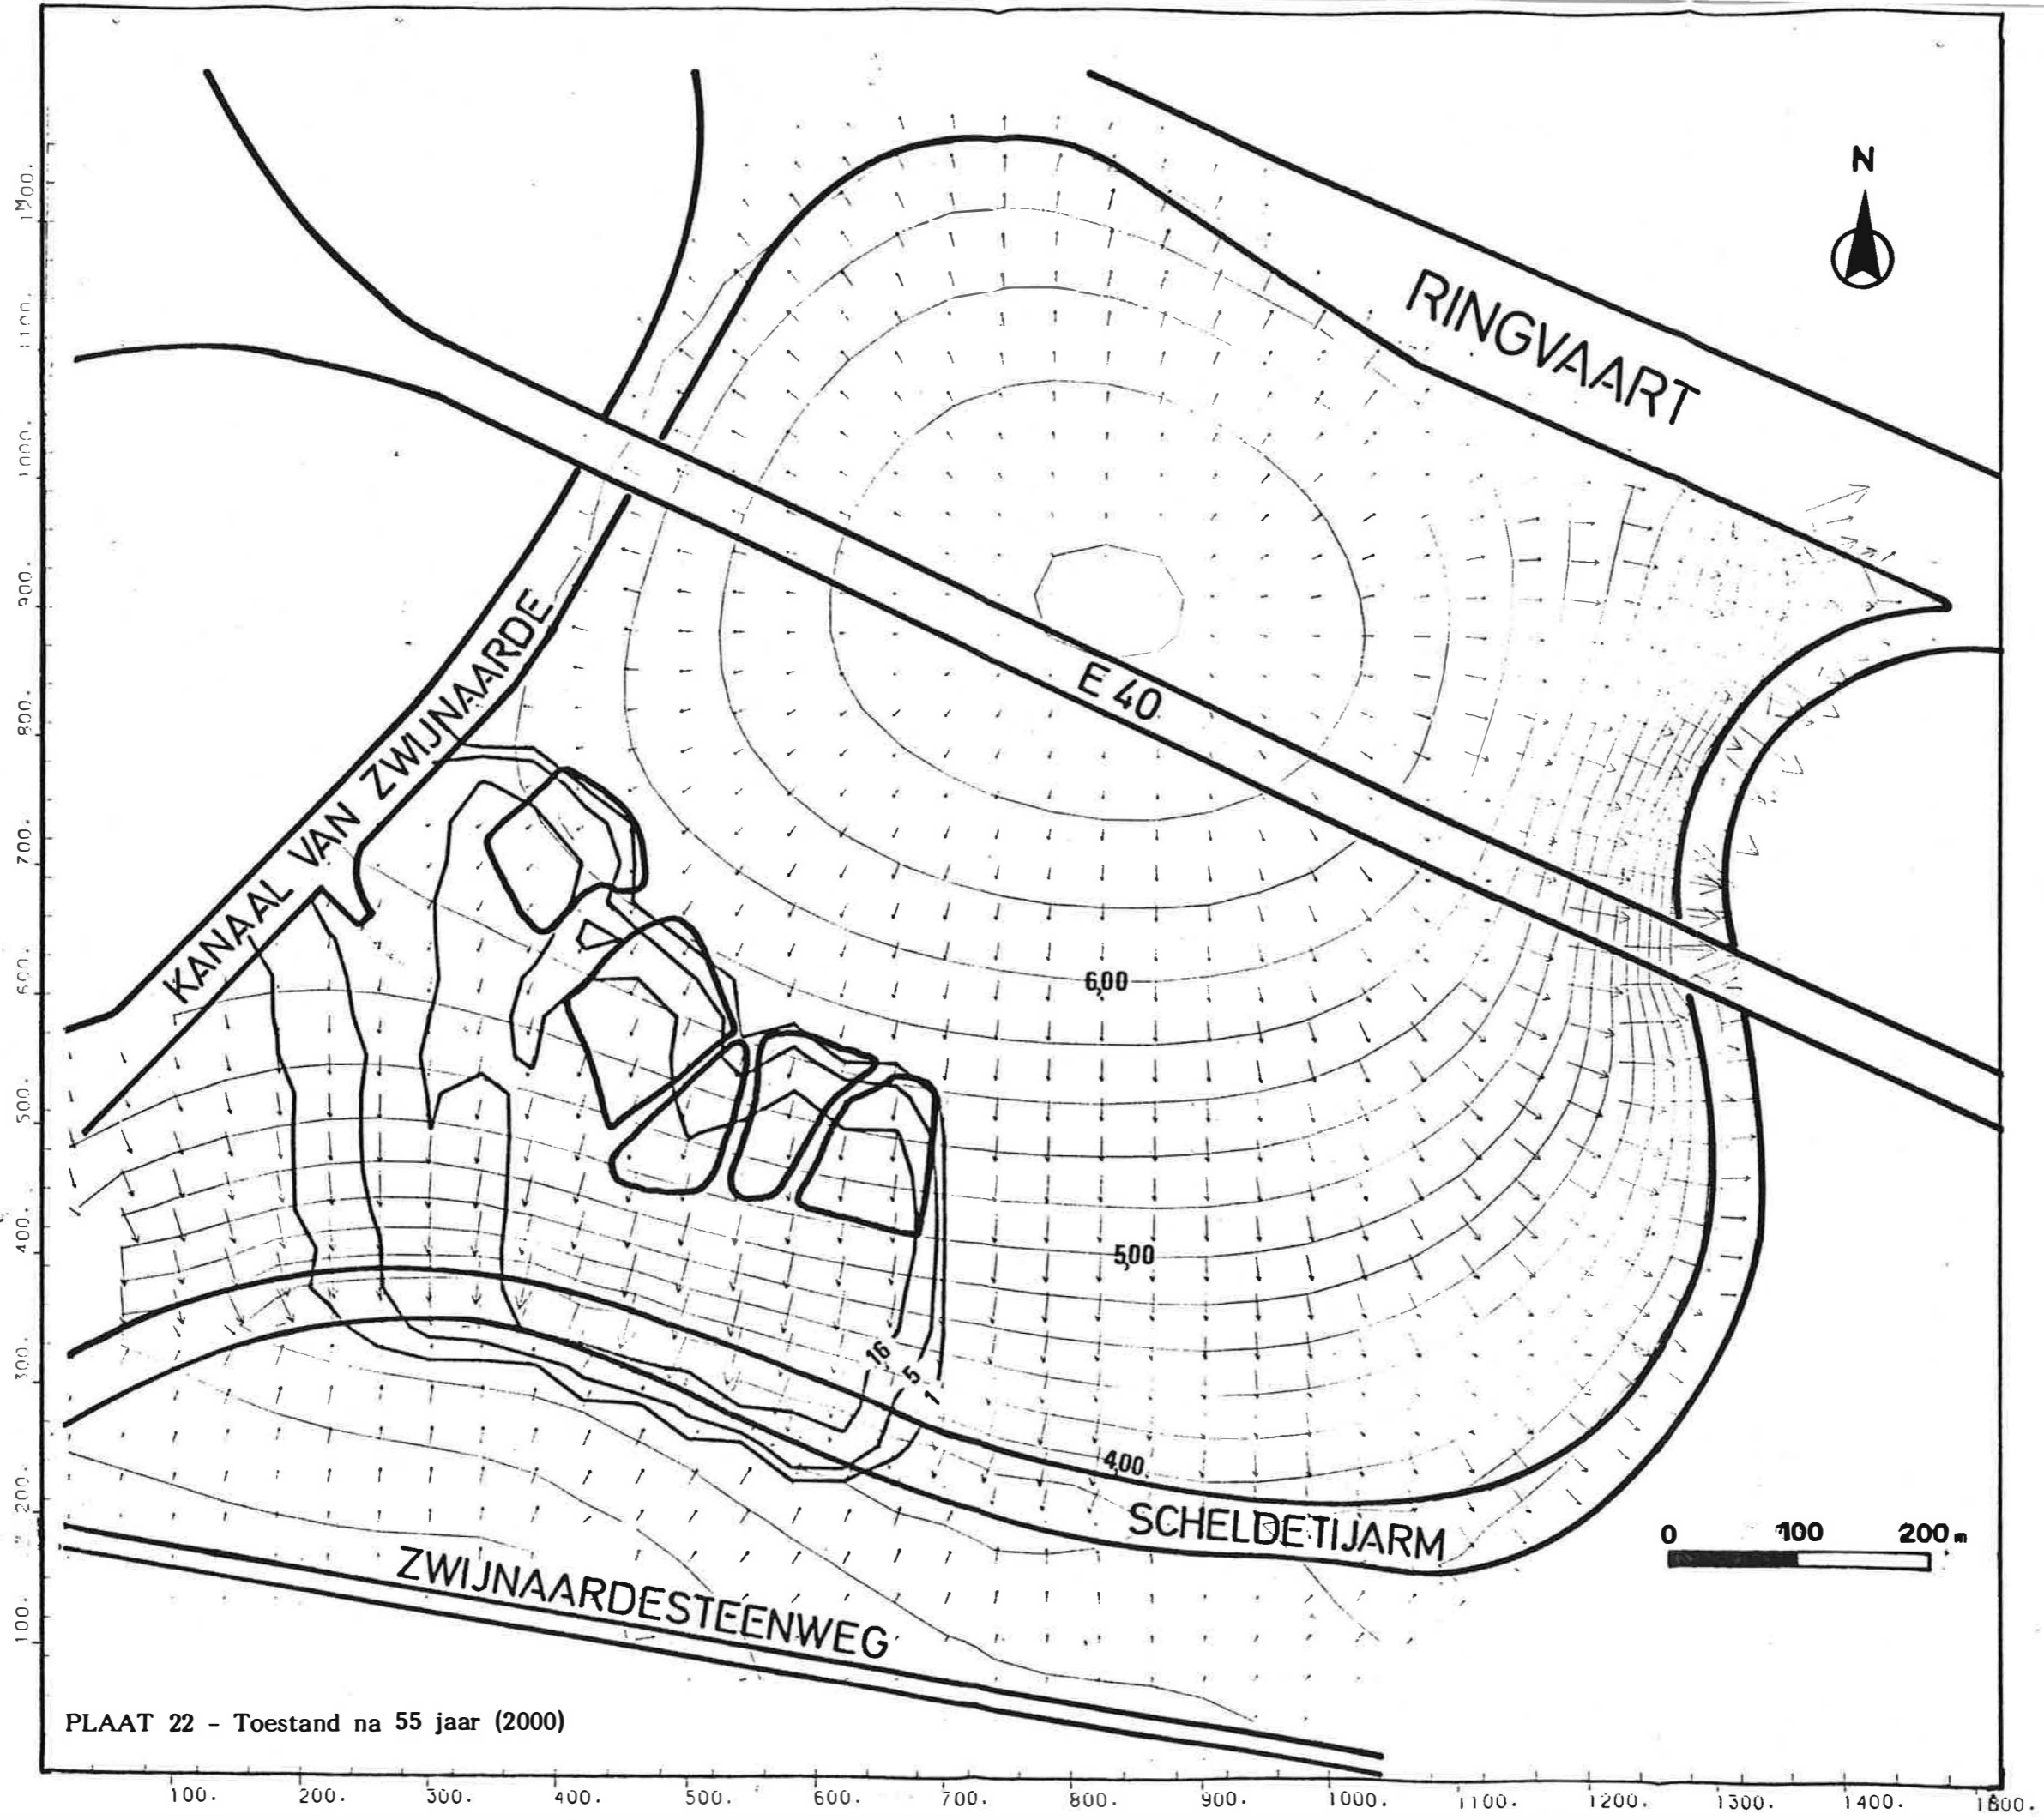 N
RINGVAART
E 40
KANAAL VAN ZWIJNAARDE
6,00
5,00
16
5
1
4,00
SCHELDETIJARM
ZWIJNAARDESTEENWEG
0 100 200 m
PLAAT 22 - Toestand na 55 jaar (2000)
1100.
1000.
900.
800.
700.
600.
500.
400.
300.
200.
100.
100. 200. 300. 400. 500. 600. 700. 800. 900. 1000. 1100. 1200. 1300. 1400.